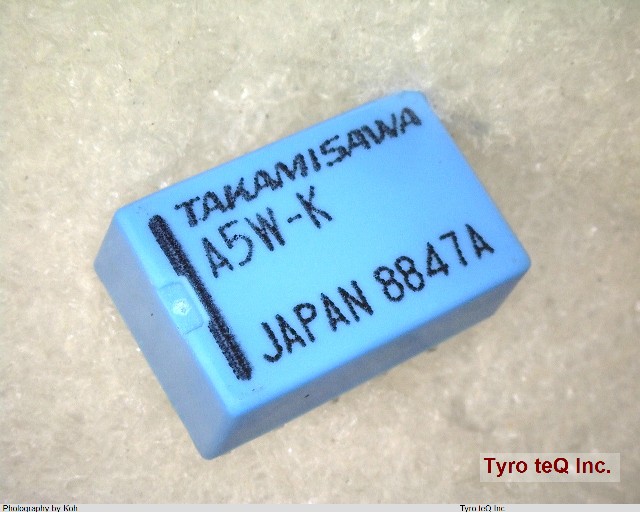 TAKAMISAWA
A5W-K
JAPAN 8847A
Tyro teQ Inc.
Photography by Koh
Tyro teQ Inc